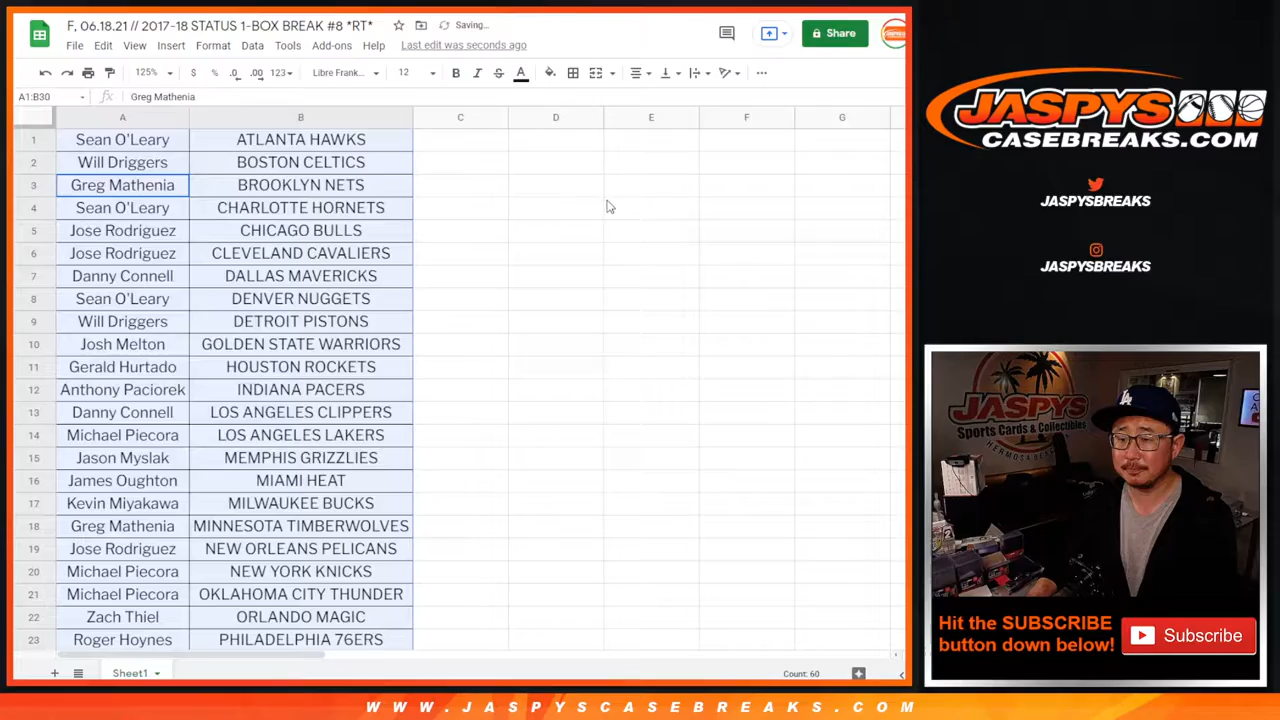 F, 06.18.21 // 2017-18 STATUS 1-BOX BREAK #8 *RT* Saving...
File Edit View Insert Format Data Tools Add-ons Help Last edit was seconds ago
Share
125% $ % .0 .00 123 Libre Frank... 12 B I S A
A1:B30 fx Greg Mathenia
A B C D E F G
1 Sean O'Leary ATLANTA HAWKS
2 Will Driggers BOSTON CELTICS
3 Greg Mathenia BROOKLYN NETS
4 Sean O'Leary CHARLOTTE HORNETS
5 Jose Rodriguez CHICAGO BULLS
6 Jose Rodriguez CLEVELAND CAVALIERS
7 Danny Connell DALLAS MAVERICKS
8 Sean O'Leary DENVER NUGGETS
9 Will Driggers DETROIT PISTONS
10 Josh Melton GOLDEN STATE WARRIORS
11 Gerald Hurtado HOUSTON ROCKETS
12 Anthony Paciorek INDIANA PACERS
13 Danny Connell LOS ANGELES CLIPPERS
14 Michael Piecora LOS ANGELES LAKERS
15 Jason Myslak MEMPHIS GRIZZLIES
16 James Oughton MIAMI HEAT
17 Kevin Miyakawa MILWAUKEE BUCKS
18 Greg Mathenia MINNESOTA TIMBERWOLVES
19 Jose Rodriguez NEW ORLEANS PELICANS
20 Michael Piecora NEW YORK KNICKS
21 Michael Piecora OKLAHOMA CITY THUNDER
22 Zach Thiel ORLANDO MAGIC
23 Roger Hoynes PHILADELPHIA 76ERS
Sheet1
Count: 60
JASPYS
CASEBREAKS.COM
JASPYSBREAKS
JASPYSBREAKS
JASPYS
Sports Cards & Collectibles
HERMOSA BEACH
LA
Hit the SUBSCRIBE
button down below!
Subscribe
WWW.JASPYSCASEBREAKS.COM